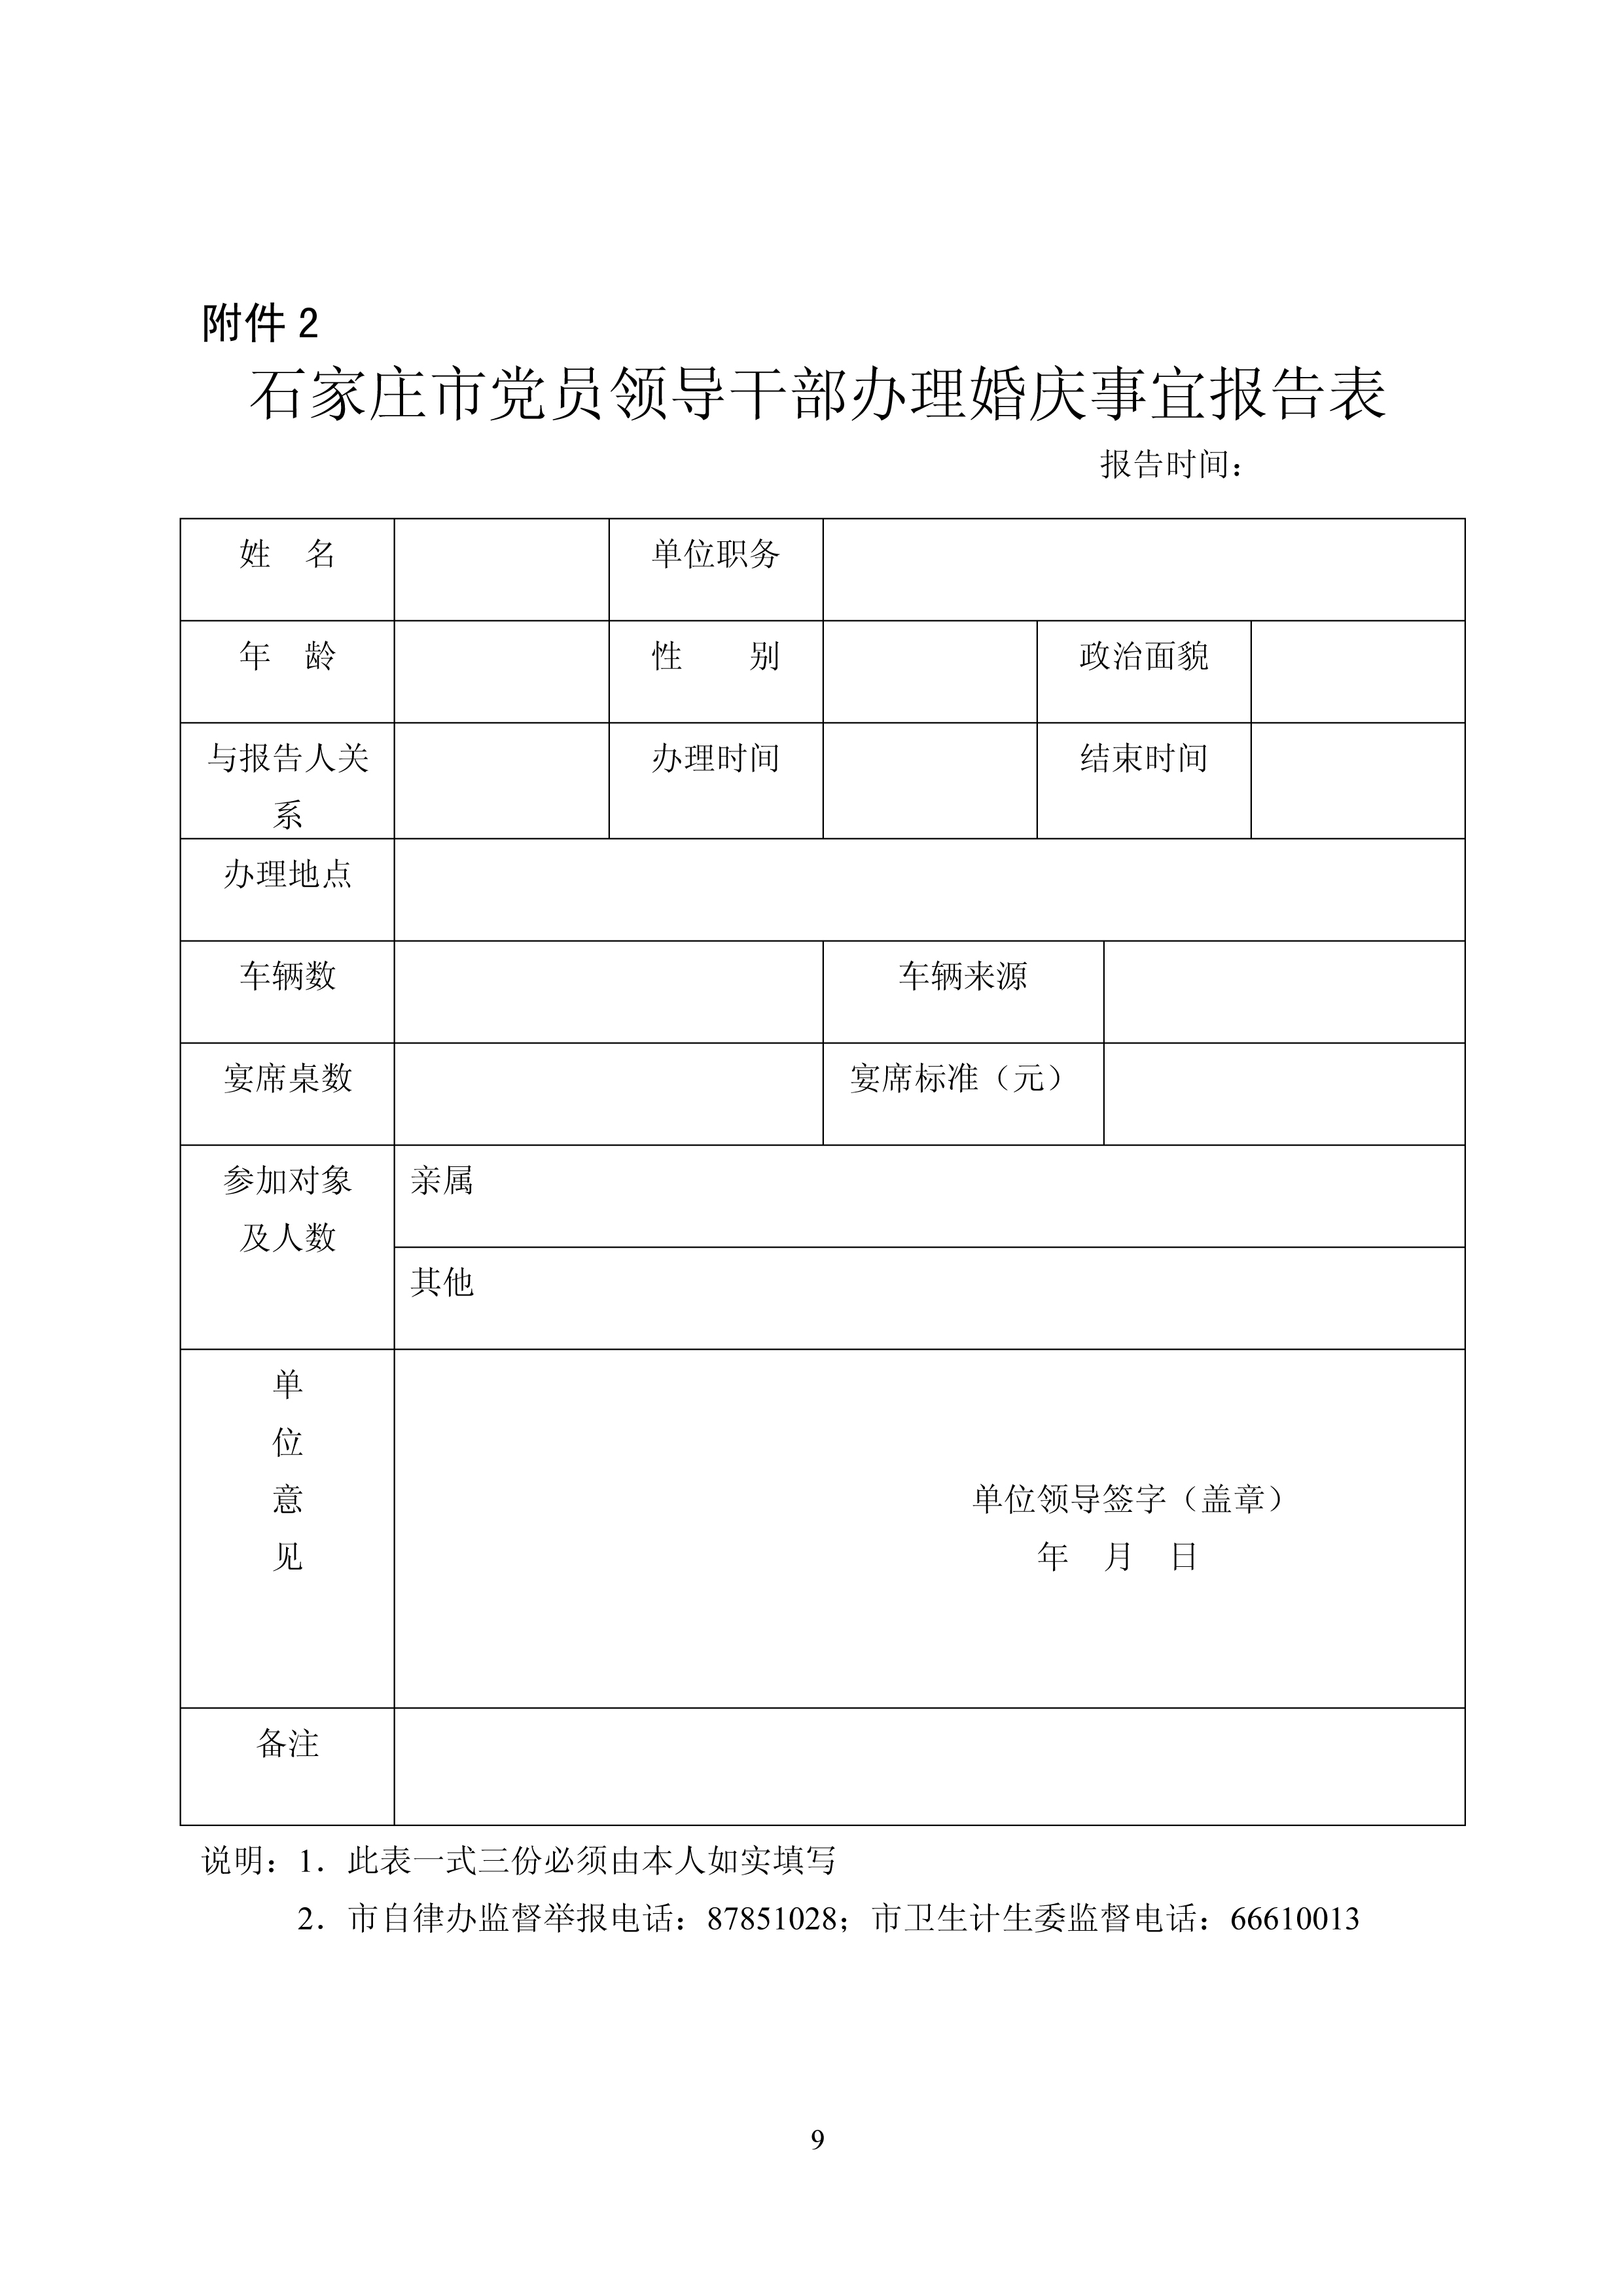 附件 2
石家庄市党员领导干部办理婚庆事宜报告表
报告时间：
姓　名
单位职务
年　龄
性　　别
政治面貌
与报告人关
系
办理时间
结束时间
办理地点
车辆数
车辆来源
宴席桌数
宴席标准（元）
参加对象
及人数
亲属
其他
单
位
意
见
单位领导签字（盖章）
年　月　日
备注
说明：1．此表一式三份必须由本人如实填写
2．市自律办监督举报电话：87851028；市卫生计生委监督电话：66610013
9